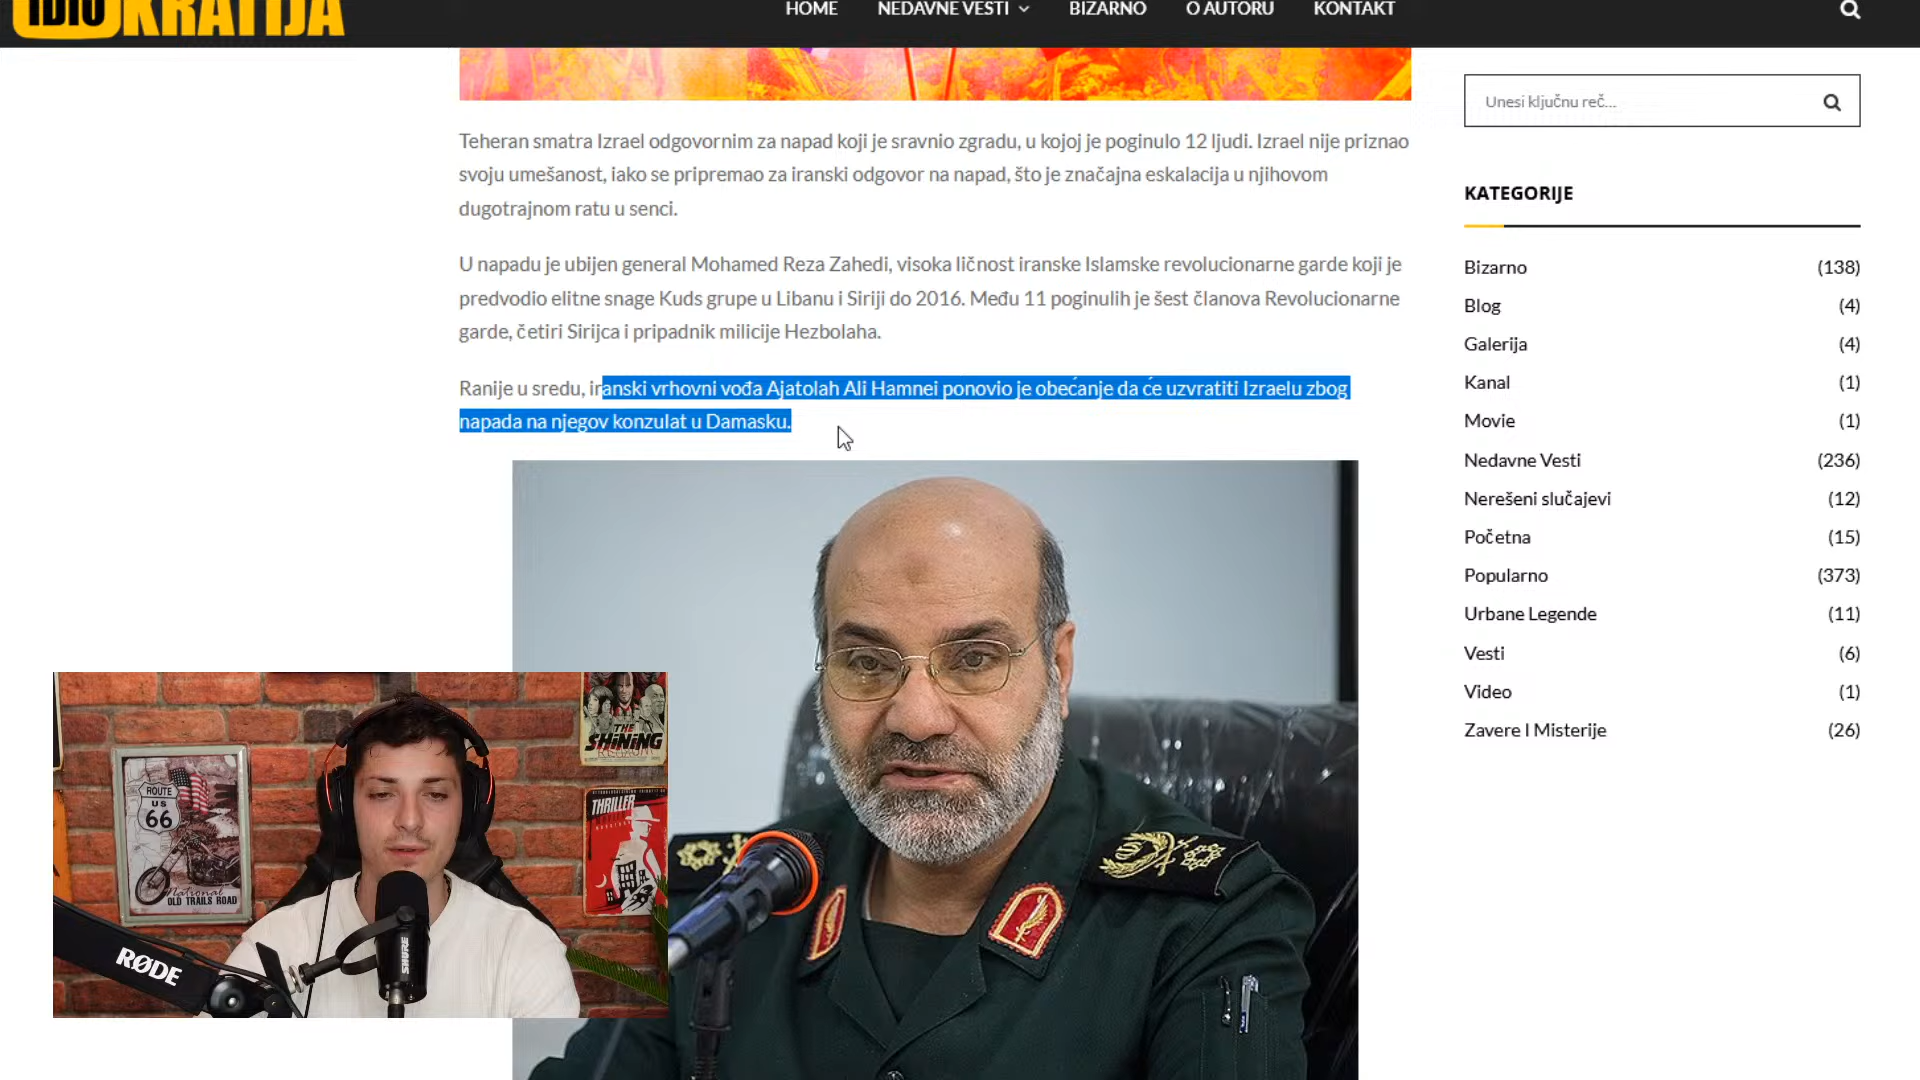 IDIOKRATIJA
HOME NEDAVNE VESTI BIZARNO O AUTORU KONTAKT
Unesi ključnu reč...
Teheran smatra Izrael odgovornim za napad koji je sravnio zgradu, u kojoj je poginulo 12 ljudi. Izrael nije priznao
svoju umešanost, iako se pripremao za iranski odgovor na napad, što je značajna eskalacija u njihovom
dugotrajnom ratu u senci.
U napadu je ubijen general Mohamed Reza Zahedi, visoka ličnost iranske Islamske revolucionarne garde koji je
predvodio elitne snage Kuds grupe u Libanu i Siriji do 2016. Među 11 poginulih je šest članova Revolucionarne
garde, četiri Sirijca i pripadnik milicije Hezbolaha.
Ranije u sredu, iranski vrhovni vođa Ajatolah Ali Hamnei ponovio je obećanje da će uzvratiti Izraelu zbog
napada na njegov konzulat u Damasku.
KATEGORIJE
Bizarno (138)
Blog (4)
Galerija (4)
Kanal (1)
Movie (1)
Nedavne Vesti (236)
Nerešeni slučajevi (12)
Početna (15)
Popularno (373)
Urbane Legende (11)
Vesti (6)
Video (1)
Zavere I Misterije (26)
ROUTE
US
66
National
OLD TRAILS ROAD
THE
SHINING
THRILLER
RØDE
SHURE